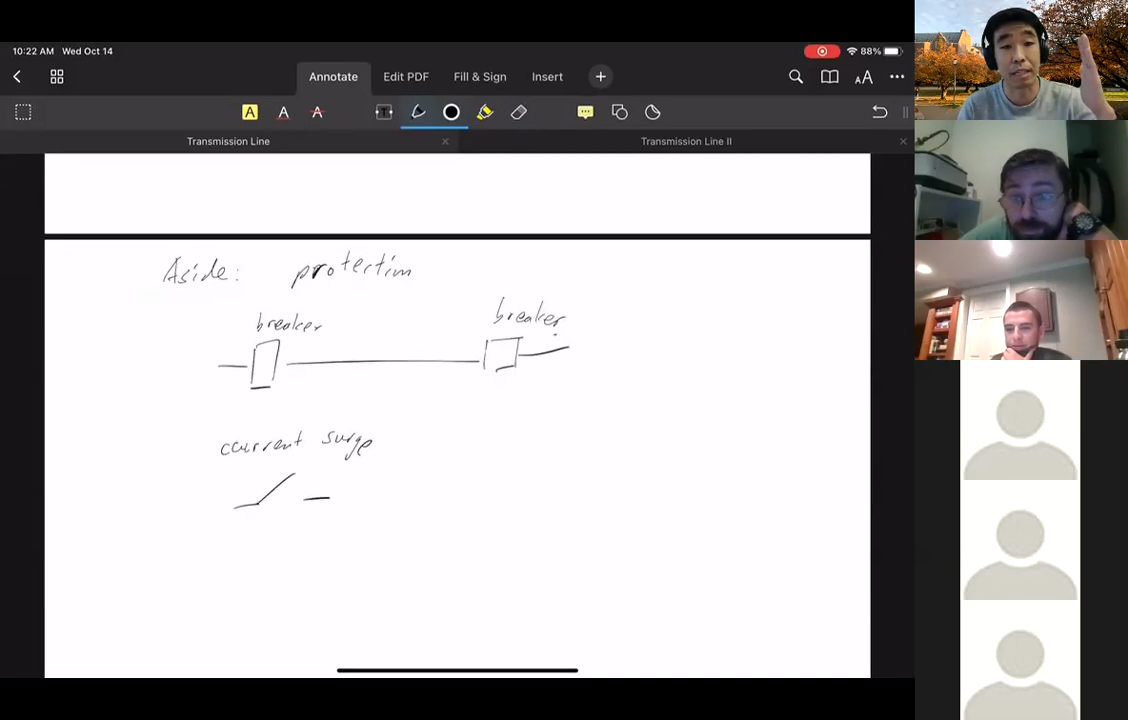 10:22 AM Wed Oct 14
88%
Annotate Edit PDF Fill & Sign Insert
Transmission Line
Transmission Line II
Aside: protection
breaker
breaker
current surge